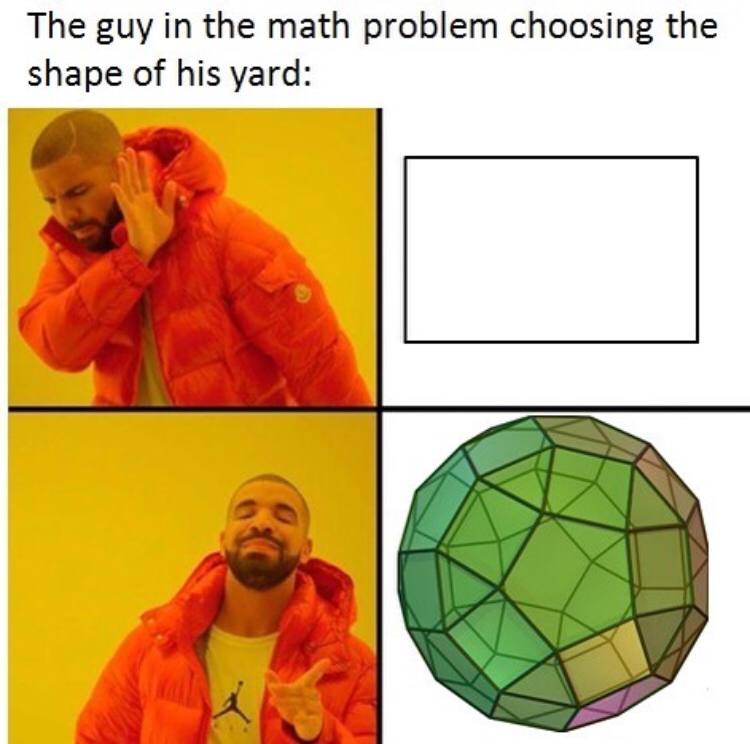 The guy in the math problem choosing the
shape of his yard: